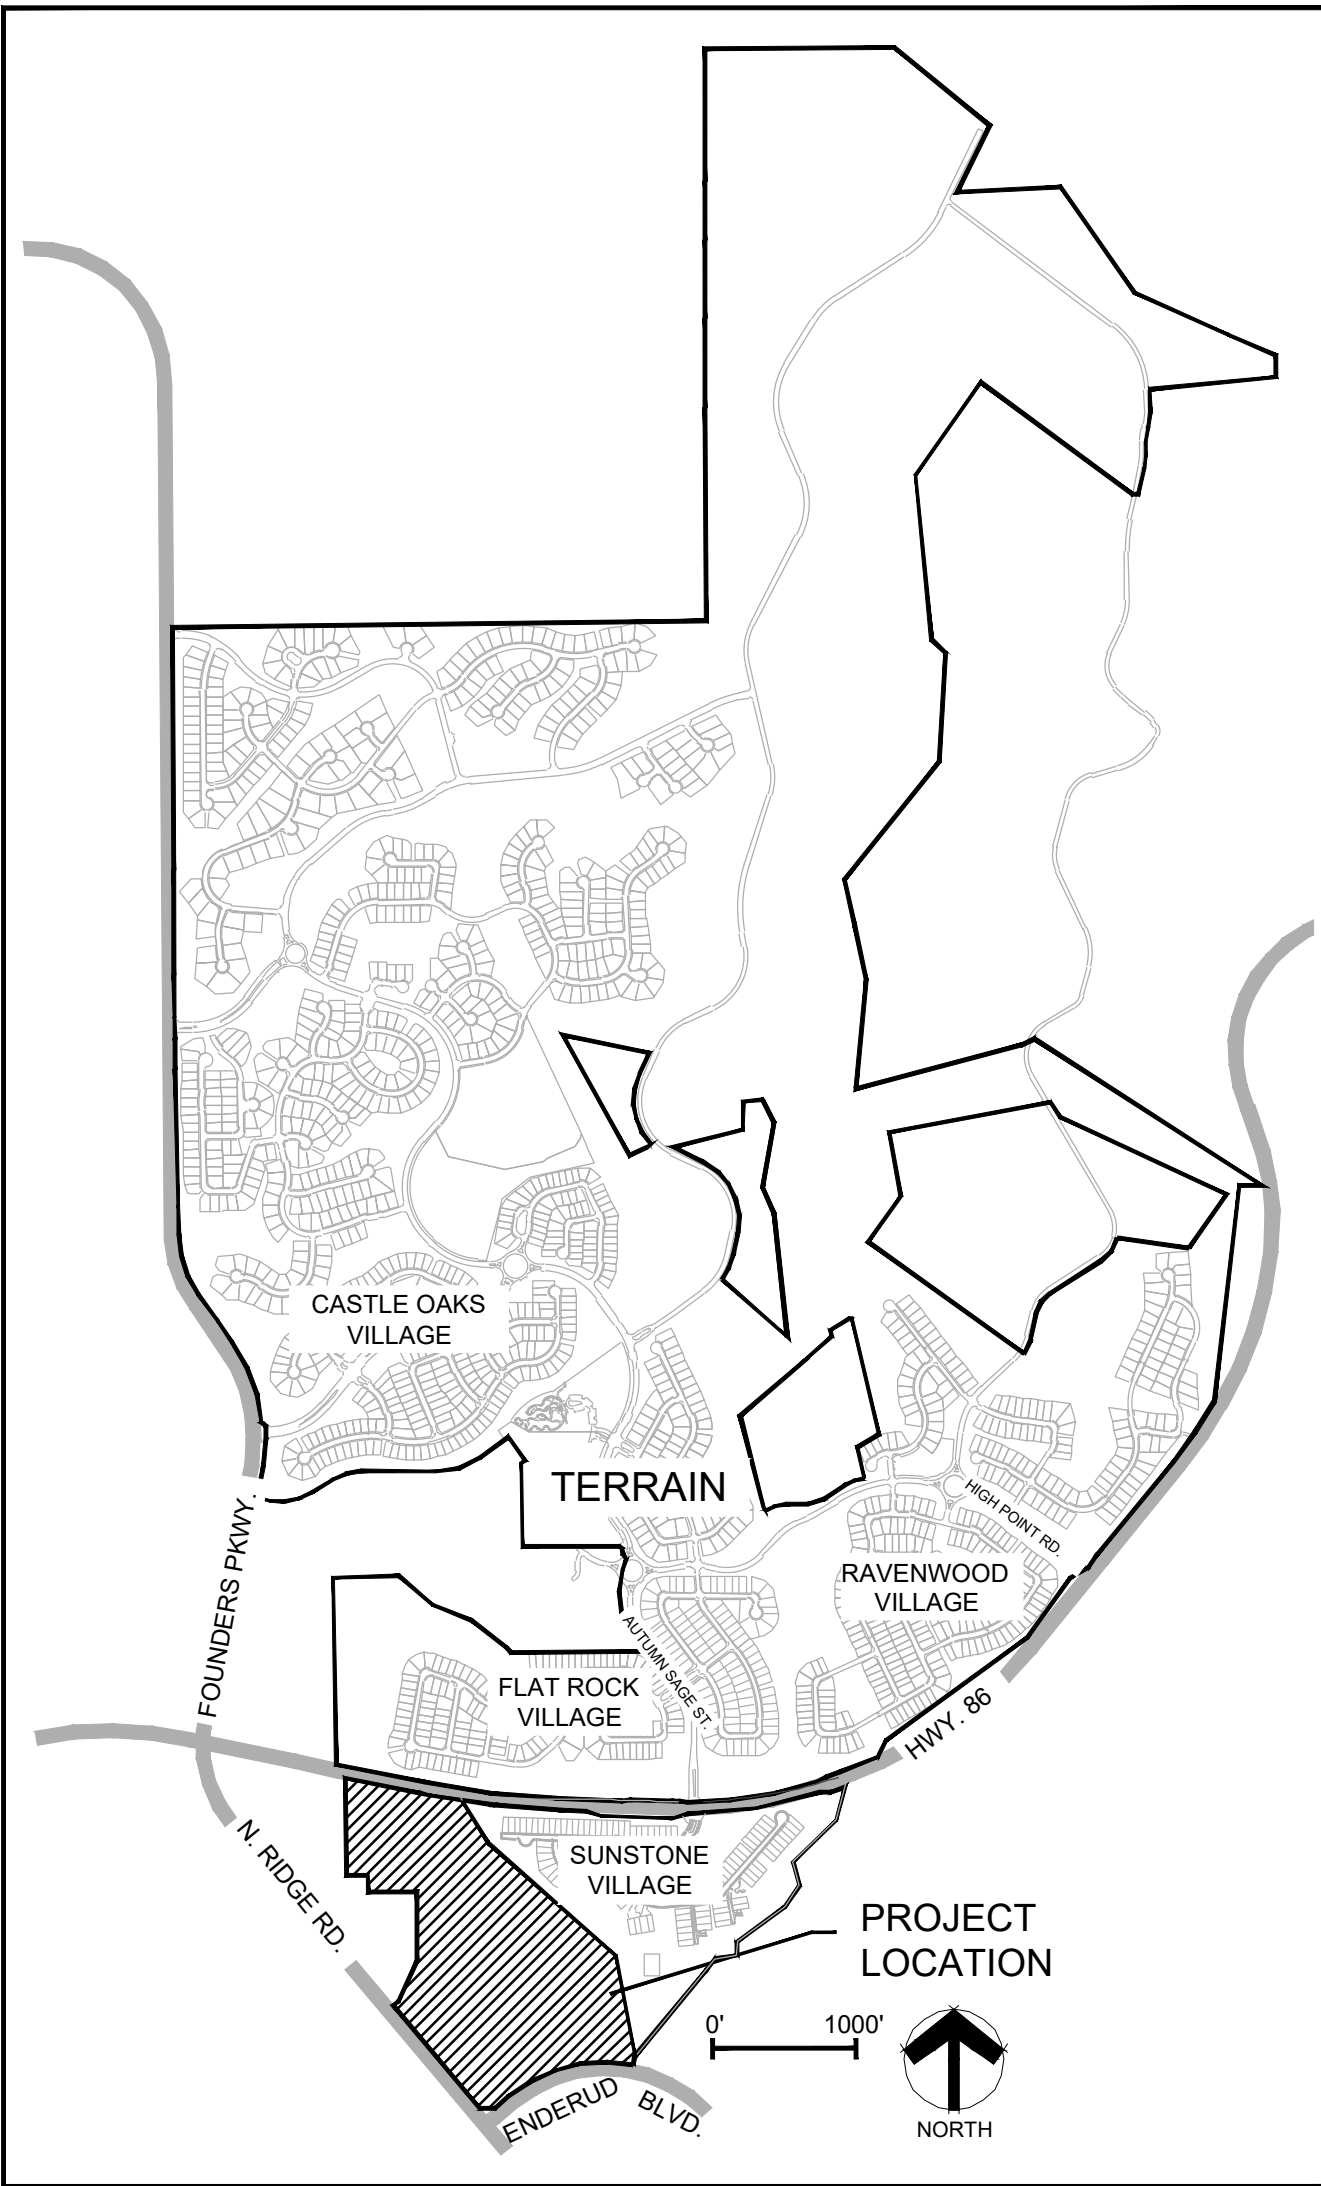 CASTLE OAKS
VILLAGE
TERRAIN
HIGH POINT RD.
FOUNDERS PKWY.
RAVENWOOD
VILLAGE
AUTUMN SAGE ST.
FLAT ROCK
VILLAGE
HWY. 86
N. RIDGE RD.
SUNSTONE
VILLAGE
PROJECT
LOCATION
0' 1000'
ENDERUD BLVD.
NORTH